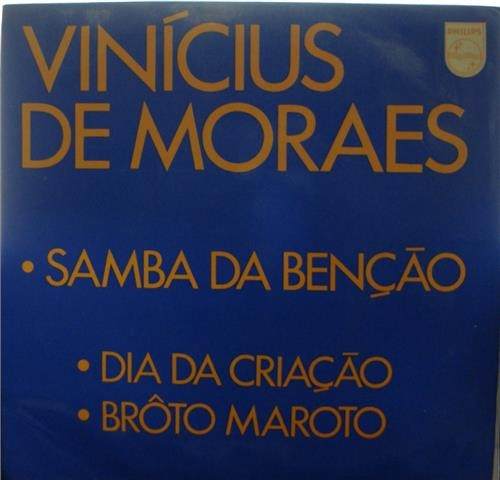 VINÍCIUS
PHILIPS
DE MORAES
• SAMBA DA BENÇÃO
• DIA DA CRIAÇÃO
• BRÔTO MAROTO